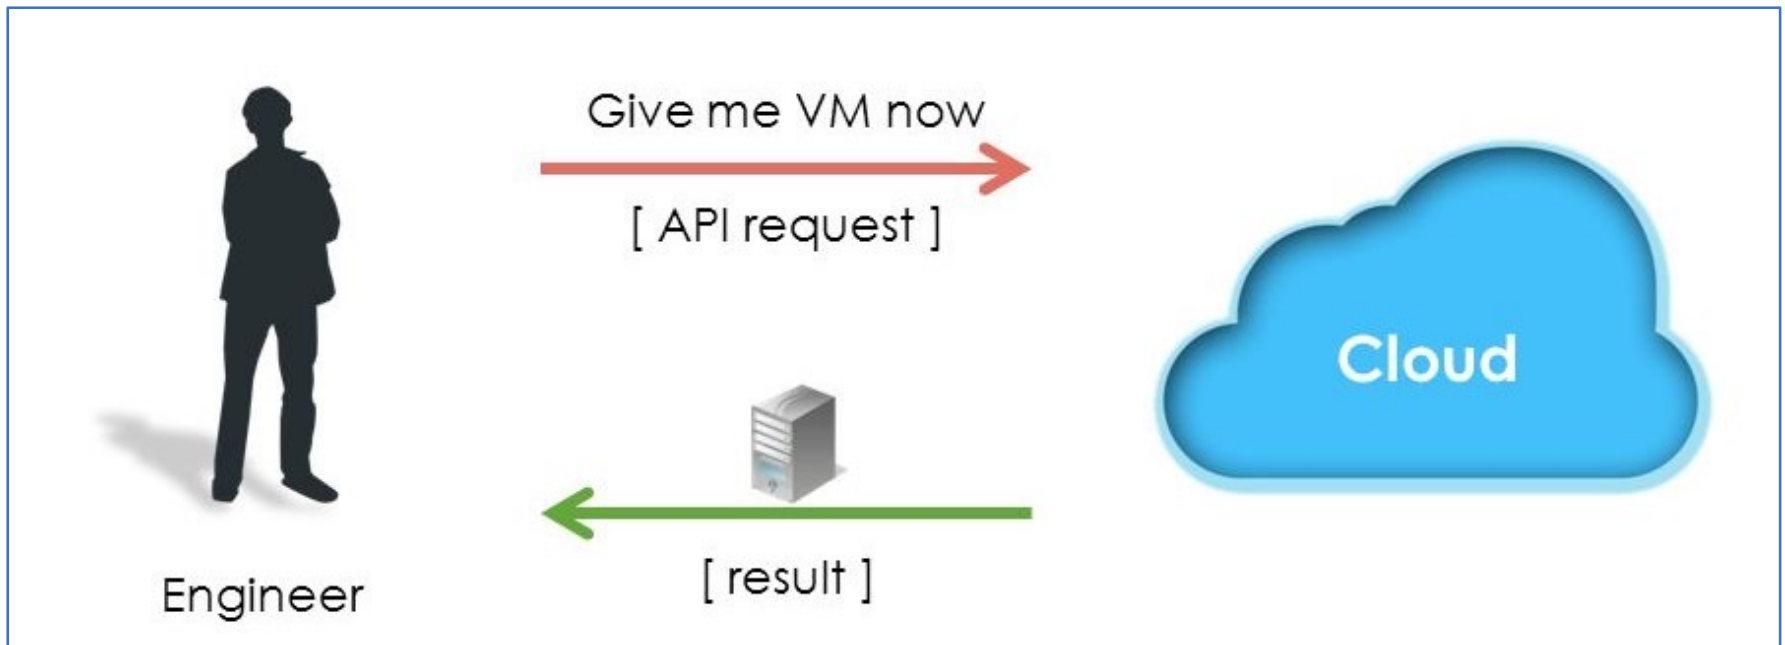 Give me VM now
[ API request ]
Cloud
[ result ]
Engineer